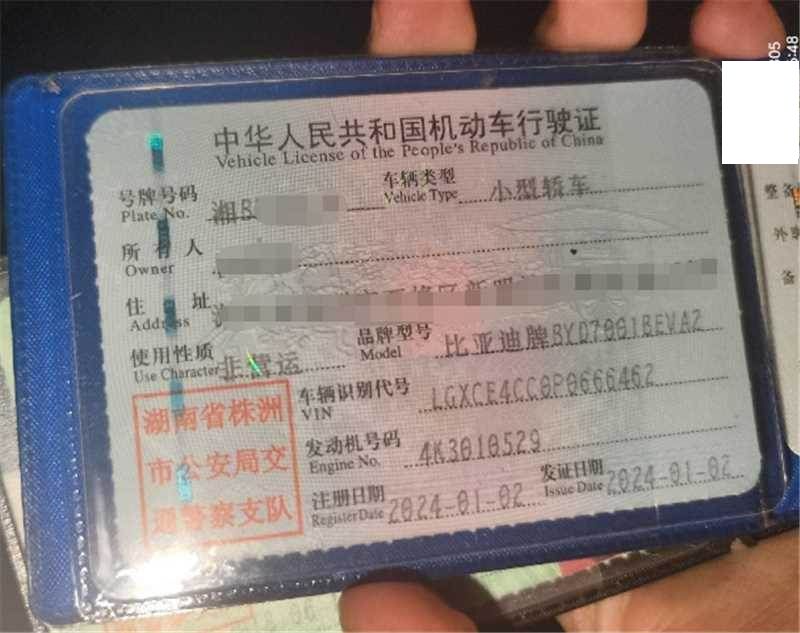 中华人民共和国机动车行驶证
Vehicle License of the People's Republic of China
号牌号码 湘B 车辆类型 小型轿车
Plate No. Vehicle Type
所有人
Owner
住址
Address
使用性质 非营运 品牌型号 比亚迪牌BYD7001BEVA2
Use Character Model
湖南省株洲
市公安局交
通警察支队
车辆识别代号 LGXCE4CC0P0666462
VIN
发动机号码 4K3010529
Engine No.
注册日期 2024-01-02 发证日期 2024-01-02
Register Date Issue Date
整备
外
备